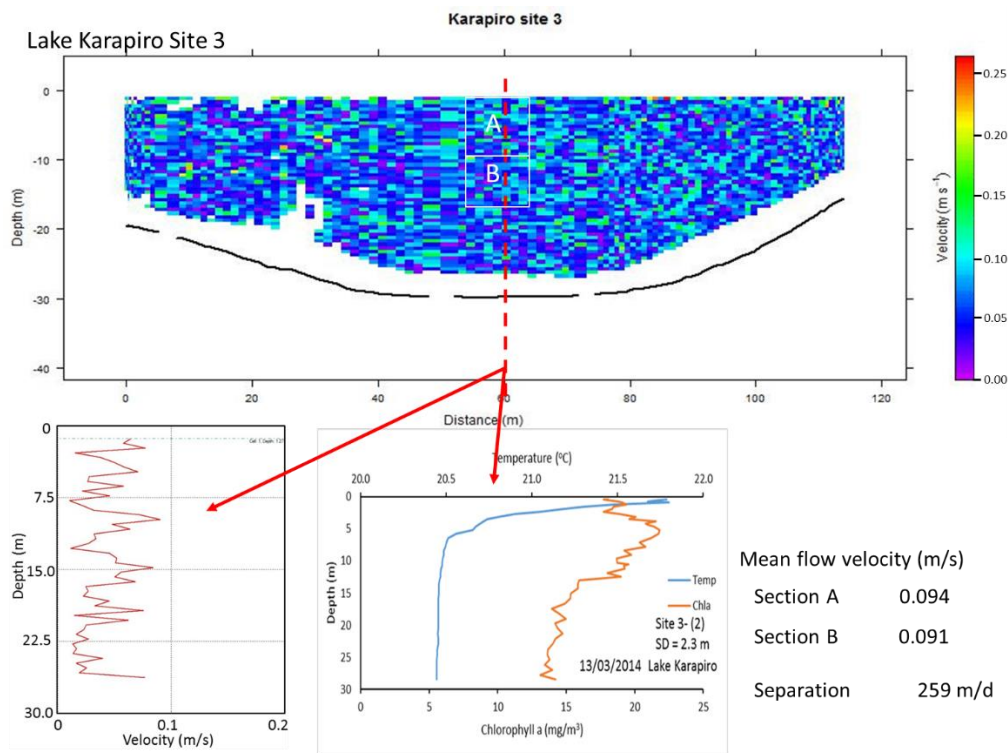 Karapiro site 3
Lake Karapiro Site 3
0
-10
-20
-30
-40
Depth (m)
A
B
0
20
40
60
80
100
120
Distance (m)
0.25
0.20
0.15
0.10
0.05
0.00
Velocity (m s⁻¹)
0
7.5
15.0
22.5
30.0
Depth (m)
0
0.1
0.2
Velocity (m/s)
Temperature (⁰C)
20.0
20.5
21.0
21.5
22.0
0
5
10
15
20
25
30
Depth (m)
Temp
Chla
Site 3- (2)
SD = 2.3 m
13/03/2014 Lake Karapiro
0
5
10
15
20
25
Chlorophyll a (mg/m³)
Mean flow velocity (m/s)
Section A 0.094
Section B 0.091
Separation 259 m/d